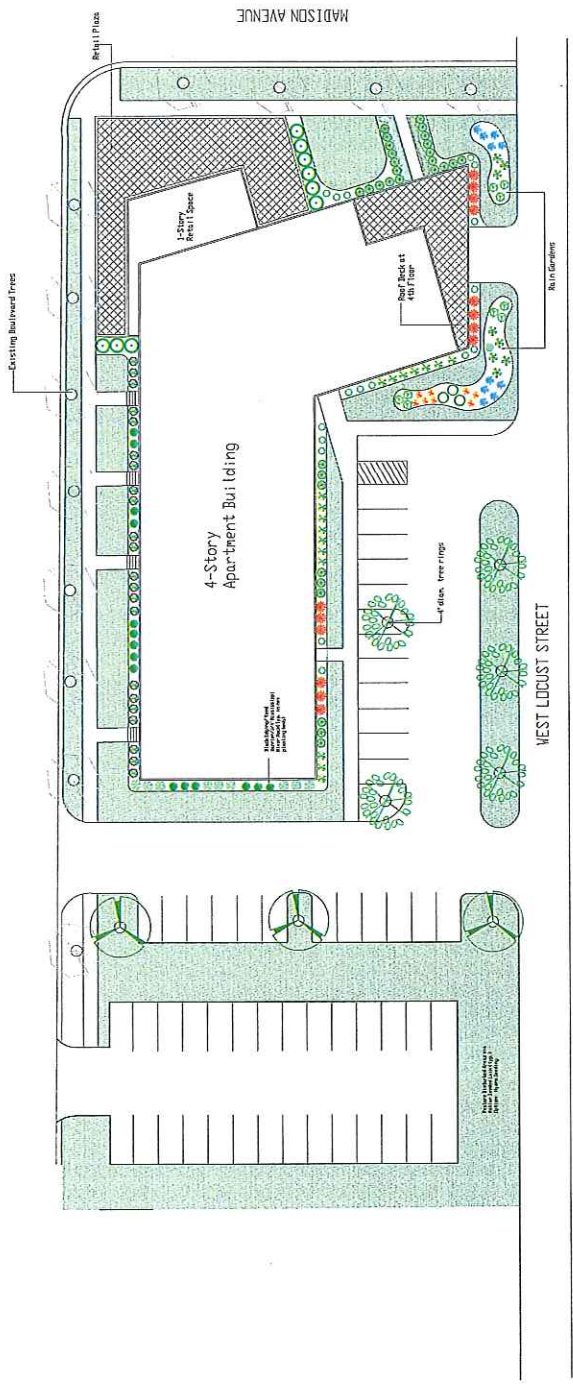 MADISON AVENUE
Retail Plaza
Existing Boulevard Trees
1-Story
Retail Space
Roof Deck at
4th Floor
Rain Gardens
4-Story
Apartment Building
4' diam. tree rings
WEST LOCUST STREET